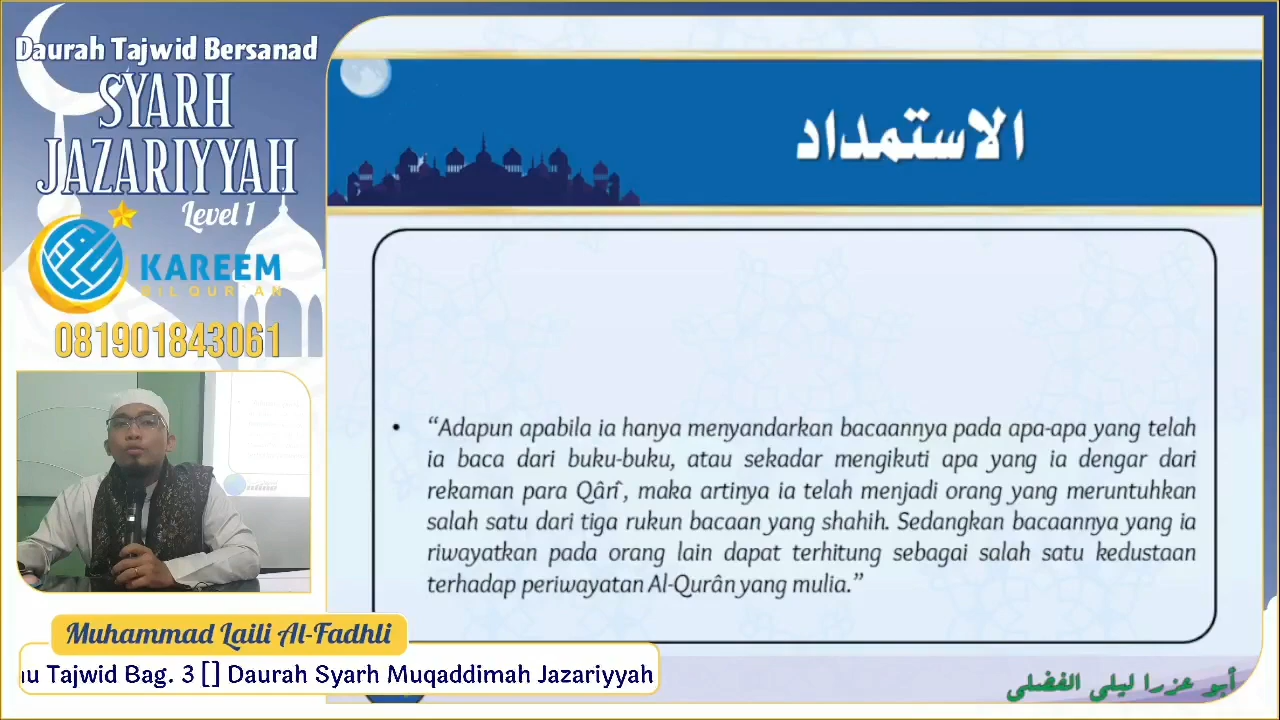 Daurah Tajwid Bersanad
SYARH
JAZARIYYAH
Level 1
KAREEM
BIL QUR'AN
081901843061
الاستمداد
• “Adapun apabila ia hanya menyandarkan bacaannya pada apa-apa yang telah
ia baca dari buku-buku, atau sekadar mengikuti apa yang ia dengar dari
rekaman para Qâri`, maka artinya ia telah menjadi orang yang meruntuhkan
salah satu dari tiga rukun bacaan yang shahih. Sedangkan bacaannya yang ia
riwayatkan pada orang lain dapat terhitung sebagai salah satu kedustaan
terhadap periwayatan Al-Qurân yang mulia.”
Muhammad Laili Al-Fadhli
Tajwid Bag. 3 [] Daurah Syarh Muqaddimah Jazariyyah
أبو عزرا ليلى الفضلى